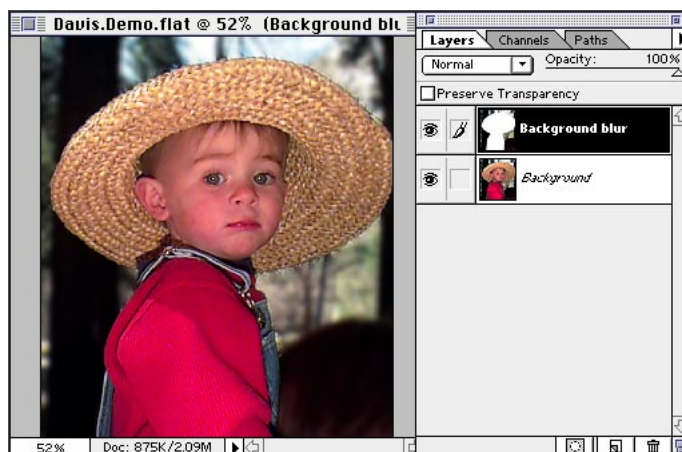 Davis.Demo.flat @ 52% (Background blu
Layers Channels Paths
Normal Opacity: 100%
Preserve Transparency
Background blur
Background
52% Doc: 875K/2.09M